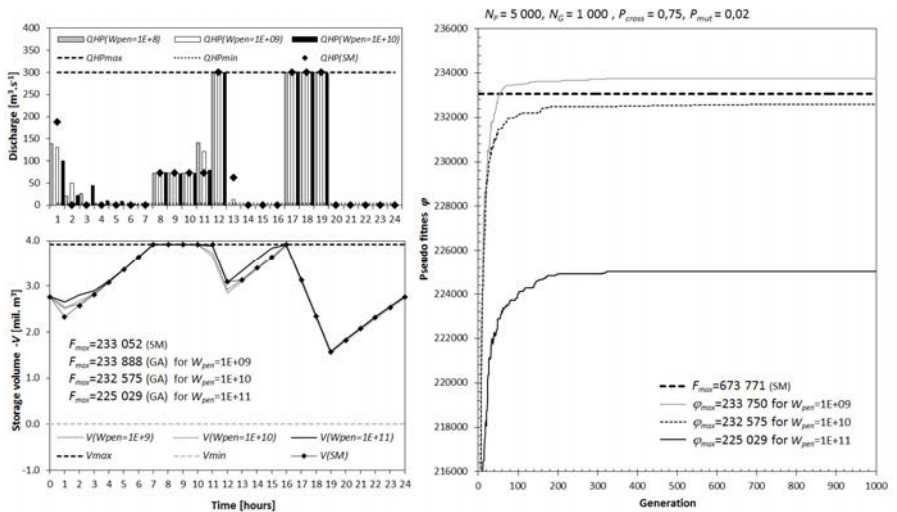 QHP(Wpen=1E+8) QHP(Wpen=1E+09) QHP(Wpen=1E+10)
QHPmax QHPmin QHP(SM)
Discharge [m³.s⁻¹]
350
300
250
200
150
100
50
0
1 2 3 4 5 6 7 8 9 10 11 12 13 14 15 16 17 18 19 20 21 22 23 24
4.0
3.0
2.0
1.0
0.0
-1.0
Storage volume -V [mil. m³]
Fmax=233 052 (SM)
Fmax=233 888 (GA) for Wpen=1E+09
Fmax=232 575 (GA) for Wpen=1E+10
Fmax=225 029 (GA) for Wpen=1E+11
V(Wpen=1E+9) V(Wpen=1E+10) V(Wpen=1E+11)
Vmax Vmin V(SM)
0 1 2 3 4 5 6 7 8 9 10 11 12 13 14 15 16 17 18 19 20 21 22 23 24
Time [hours]
NP = 5 000, NG = 1 000 , Pcross = 0,75, Pmut = 0,02
236000
234000
232000
230000
228000
226000
224000
222000
220000
218000
216000
Pseudo fitnes φ
Fmax=673 771 (SM)
φmax=233 750 for Wpen=1E+09
φmax=232 575 for Wpen=1E+10
φmax=225 029 for Wpen=1E+11
0 100 200 300 400 500 600 700 800 900 1000
Generation